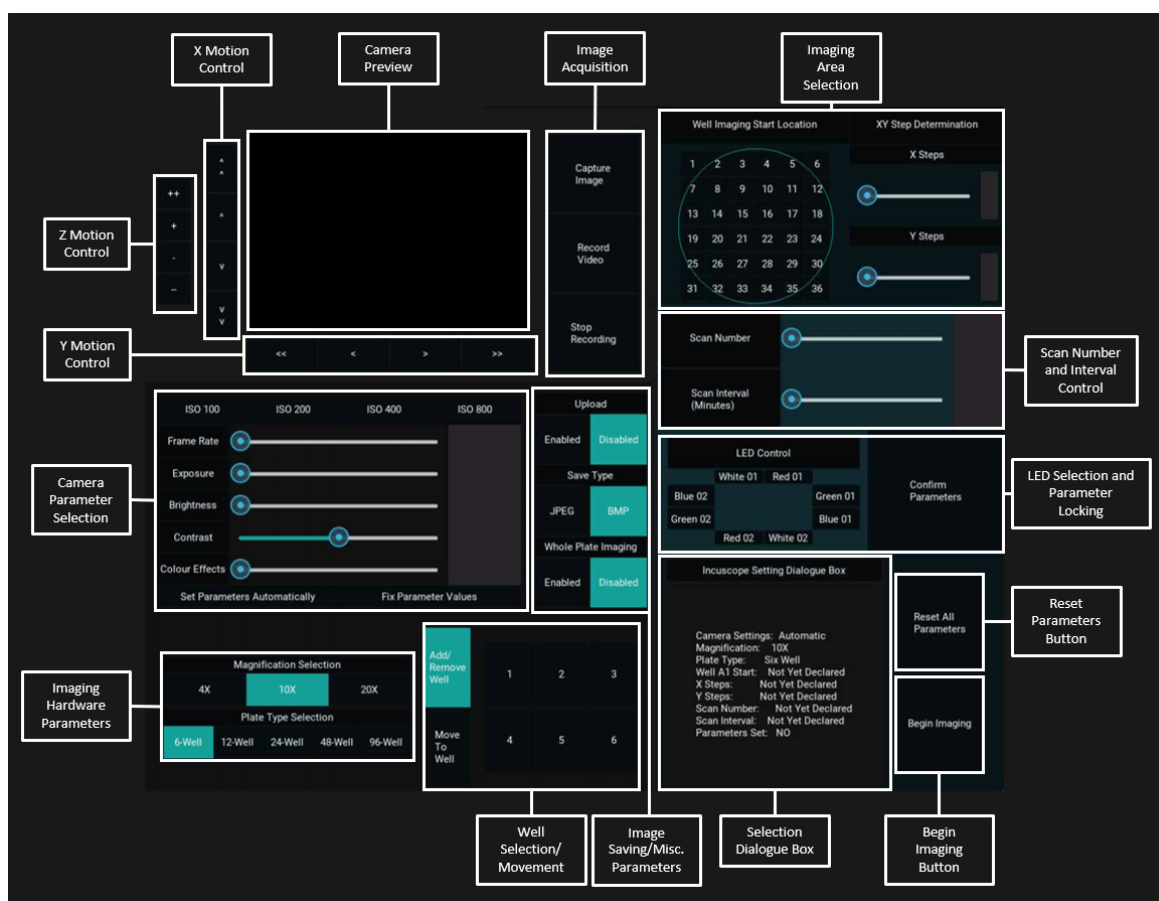 X Motion
Control
Camera
Preview
Image
Acquisition
Imaging
Area
Selection
Z Motion
Control
Y Motion
Control
++
+
-
--
^
^
^
v
v
v
<< < > >>
Capture
Image
Record
Video
Stop
Recording
Well Imaging Start Location
XY Step Determination
1 2 3 4 5 6
7 8 9 10 11 12
13 14 15 16 17 18
19 20 21 22 23 24
25 26 27 28 29 30
31 32 33 34 35 36
X Steps
Y Steps
Scan Number
Scan Interval
(Minutes)
Scan Number
and Interval
Control
Camera
Parameter
Selection
ISO 100 ISO 200 ISO 400 ISO 800
Frame Rate
Exposure
Brightness
Contrast
Colour Effects
Set Parameters Automatically Fix Parameter Values
Upload
Enabled Disabled
Save Type
JPEG BMP
Whole Plate Imaging
Enabled Disabled
LED Control
White 01 Red 01
Blue 02 Green 01
Green 02 Blue 01
Red 02 White 02
Confirm
Parameters
LED Selection and
Parameter
Locking
Incuscope Setting Dialogue Box
Camera Settings: Automatic
Magnification: 10X
Plate Type: Six Well
Well A1 Start: Not Yet Declared
X Steps: Not Yet Declared
Y Steps: Not Yet Declared
Scan Number: Not Yet Declared
Scan Interval: Not Yet Declared
Parameters Set: NO
Reset All
Parameters
Begin Imaging
Reset
Parameters
Button
Imaging
Hardware
Parameters
Magnification Selection
4X 10X 20X
Plate Type Selection
6-Well 12-Well 24-Well 48-Well 96-Well
Add/
Remove
Well
Move
To
Well
1 2 3
4 5 6
Well
Selection/
Movement
Image
Saving/Misc.
Parameters
Selection
Dialogue Box
Begin
Imaging
Button